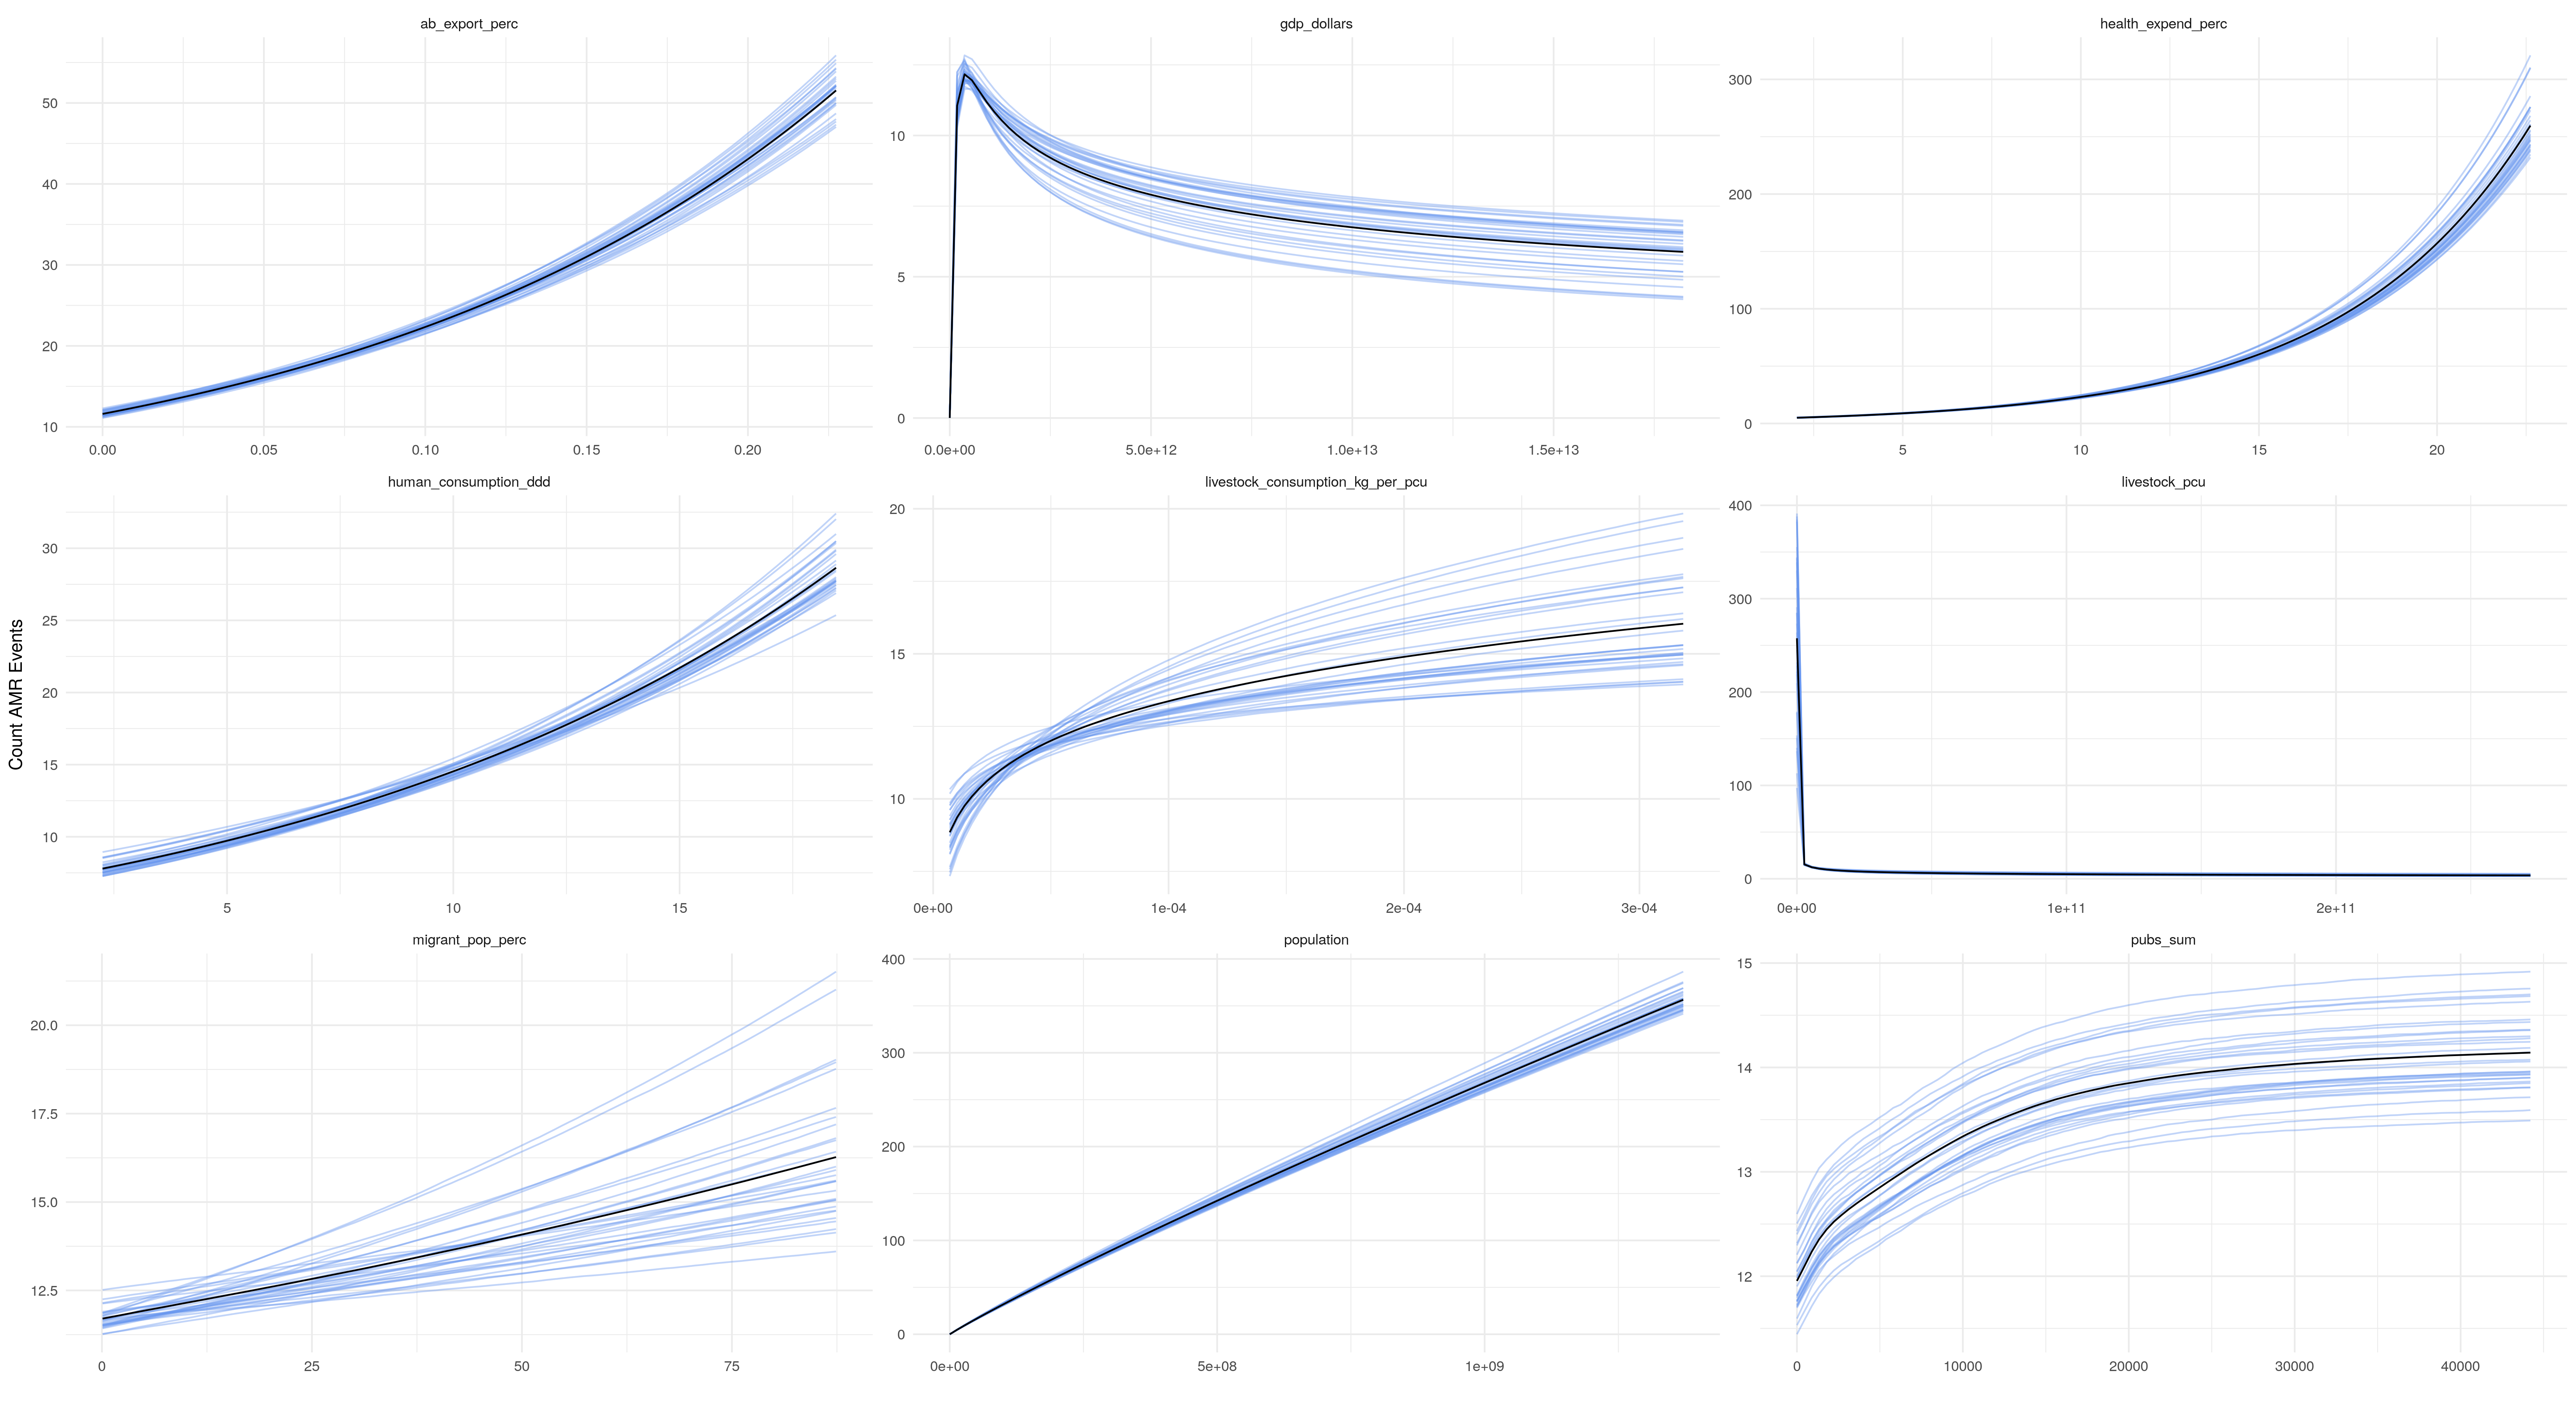 ab_export_perc
gdp_dollars
health_expend_perc
50
40
30
20
10
0.00 0.05 0.10 0.15 0.20
10
5
0
0.0e+00 5.0e+12 1.0e+13 1.5e+13
300
200
100
0
5 10 15 20
human_consumption_ddd
livestock_consumption_kg_per_pcu
livestock_pcu
Count AMR Events
30
25
20
15
10
5 10 15
20
15
10
0e+00 1e-04 2e-04 3e-04
400
300
200
100
0
0e+00 1e+11 2e+11
migrant_pop_perc
population
pubs_sum
20.0
17.5
15.0
12.5
0 25 50 75
400
300
200
100
0
0e+00 5e+08 1e+09
15
14
13
12
0 10000 20000 30000 40000